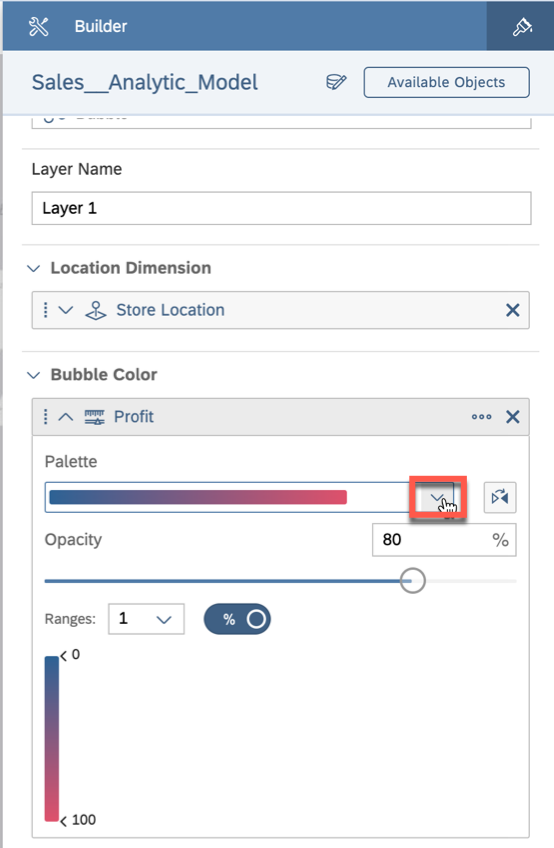 Builder
Sales__Analytic_Model
Available Objects
Layer Name
Layer 1
Location Dimension
Store Location
Bubble Color
Profit
Palette
Opacity
80 %
Ranges: 1 %
< 0
< 100